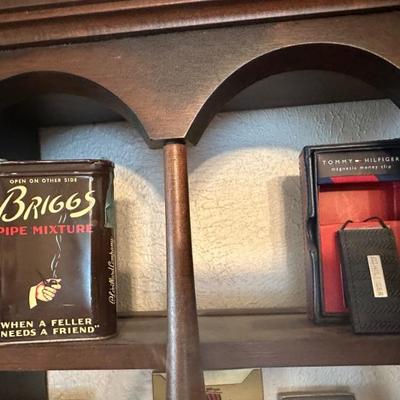 OPEN ON OTHER SIDE
BRIGGS
PIPE MIXTURE
"WHEN A FELLER
NEEDS A FRIEND"
TOMMY HILFIGER
magnetic money clip